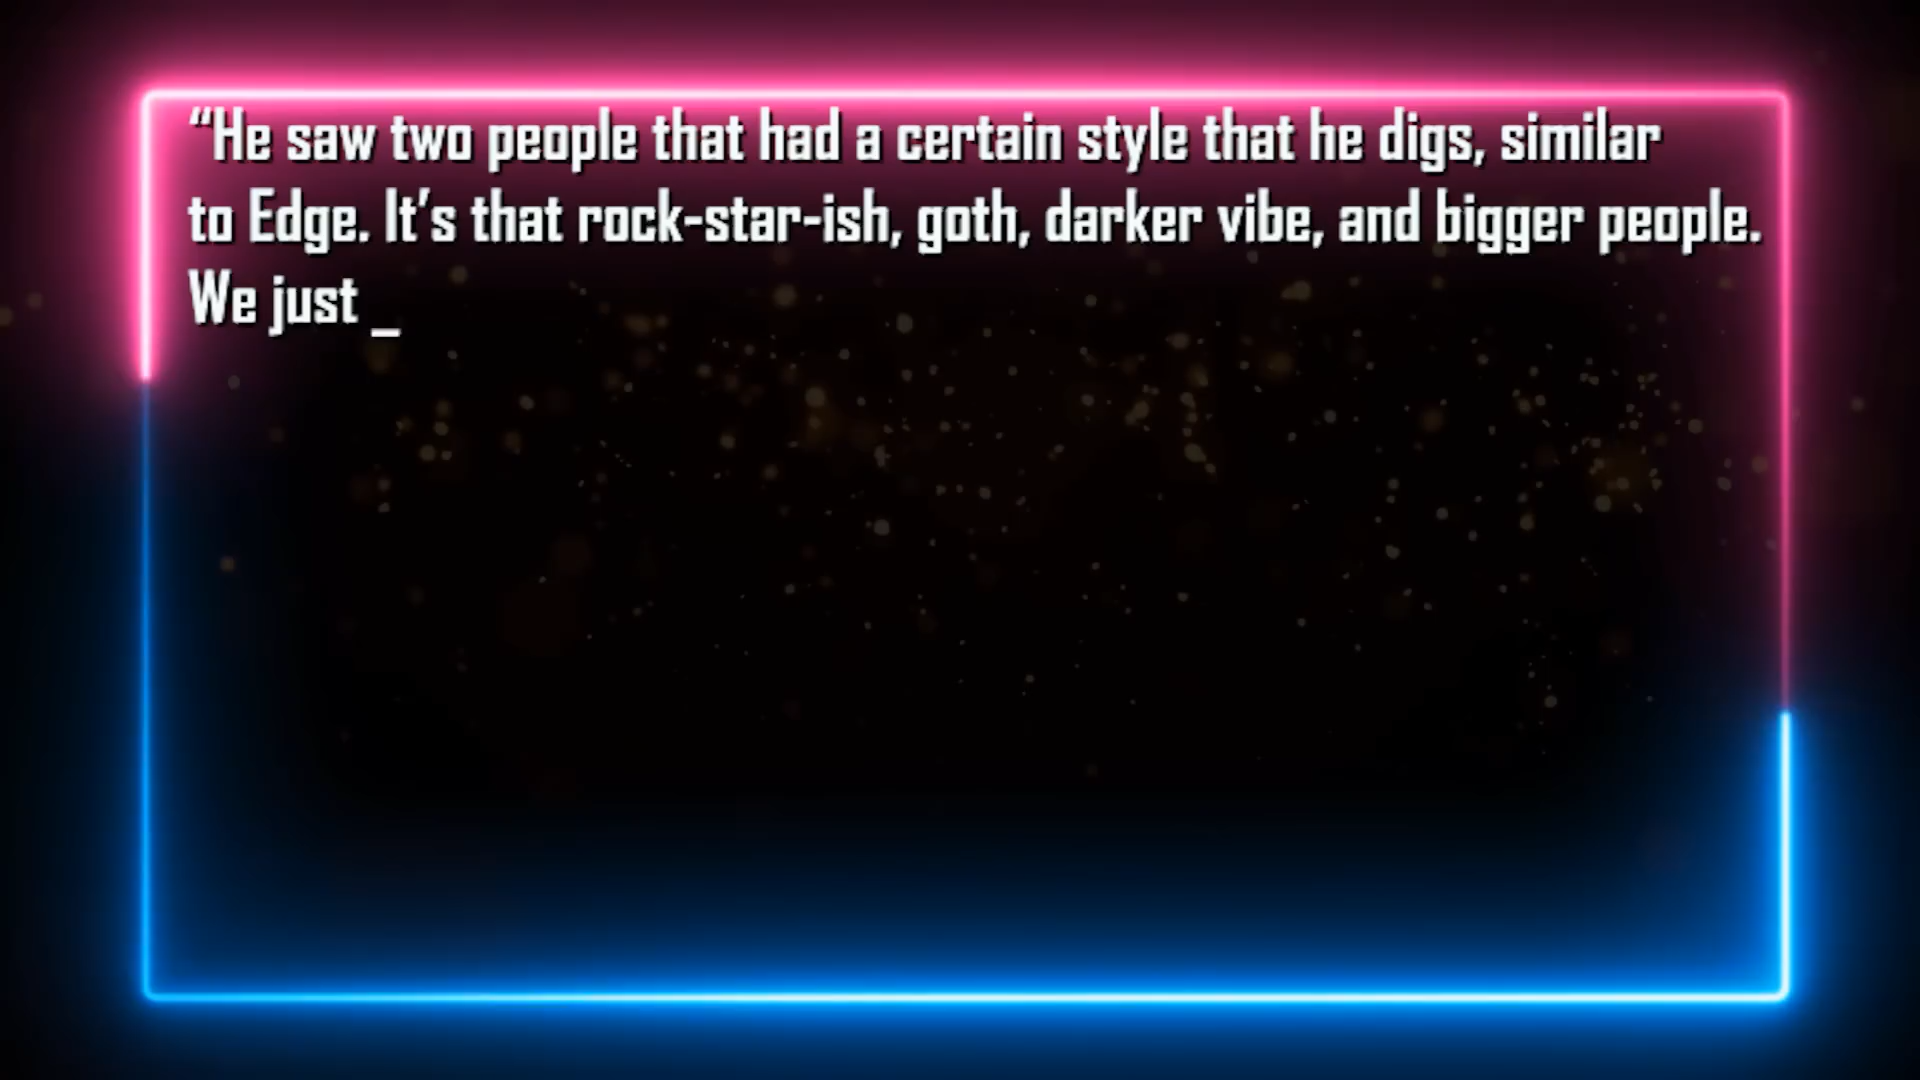 “He saw two people that had a certain style that he digs, similar
to Edge. It’s that rock-star-ish, goth, darker vibe, and bigger people.
We just _